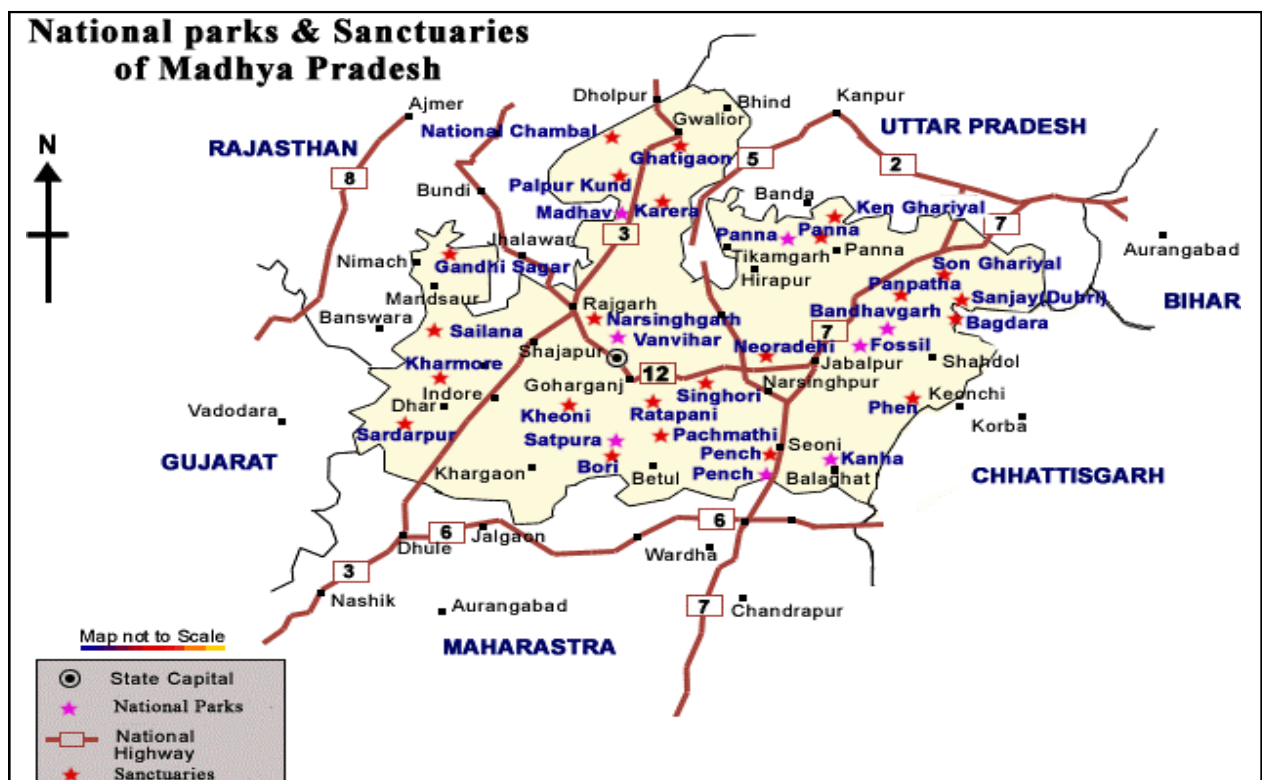 National parks & Sanctuaries
of Madhya Pradesh
N
Ajmer
Dholpur
Bhind
Kanpur
National Chambal
Gwalior
UTTAR PRADESH
RAJASTHAN
Ghatigaon
5
2
8
Palpur Kund
Bundi
Banda
Madhav
Karera
Ken Ghariyal
3
Panna
Panna
7
Jhalawar
Tikamgarh
Panna
Aurangabad
Nimach
Gandhi Sagar
Hirapur
Son Ghariyal
Mandsaur
Panpatha
Sanjay(Dubri)
BIHAR
Rajgarh
Bandhavgarh
Banswara
Sailana
Narsinghgarh
7
Bagdara
Vanvihar
Fossil
Shajapur
Neoradehi
Kharmore
Jabalpur
Shahdol
Goharganj
12
Indore
Singhori
Narsinghpur
Keonchi
Vadodara
Dhar
Kheoni
Ratapani
Phen
Korba
Sardarpur
Satpura
Pachmathi
Seoni
GUJARAT
Pench
Kanha
Khargaon
Bori
Betul
Pench
Balaghat
CHHATTISGARH
6
6
Dhule
Jalgaon
Wardha
3
Nashik
Aurangabad
7
Chandrapur
Map not to Scale
MAHARASTRA
State Capital
National Parks
National
Highway
Sanctuaries